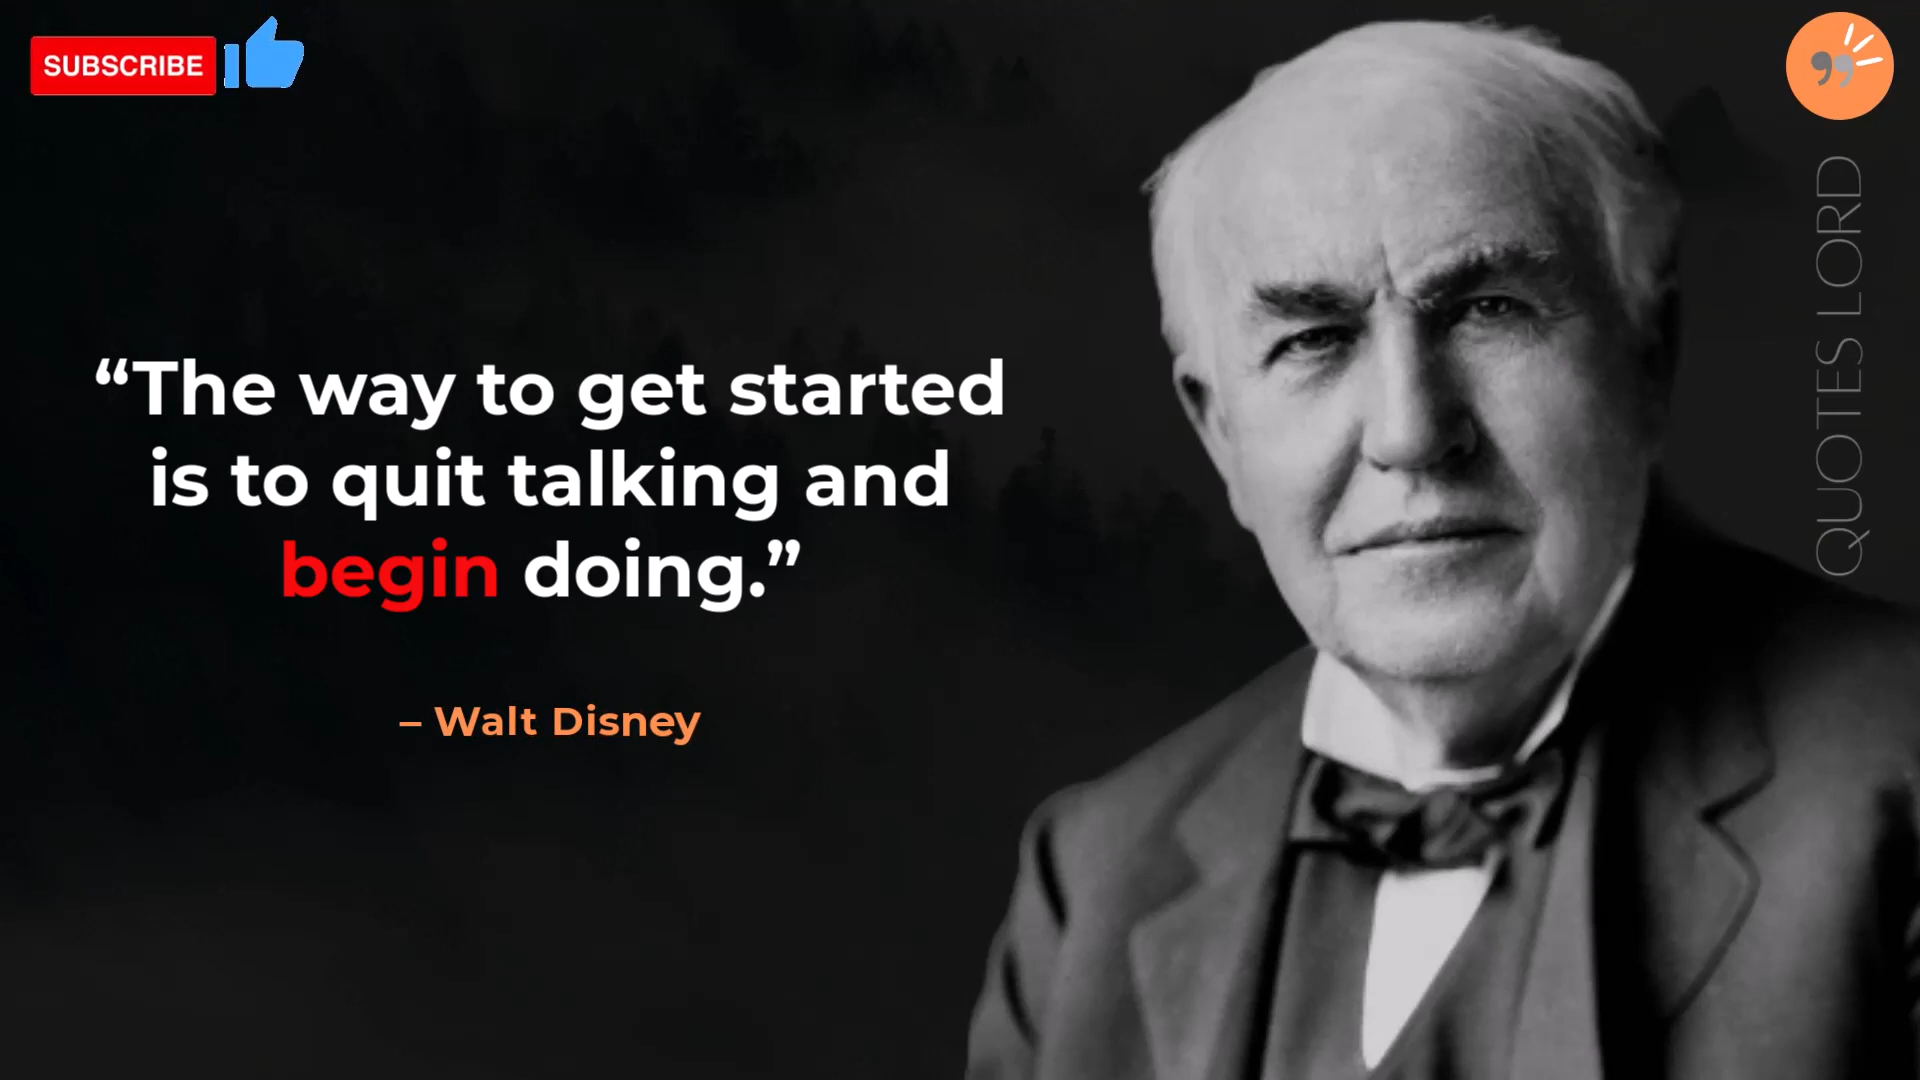 SUBSCRIBE
“The way to get started
is to quit talking and
begin doing.”
– Walt Disney
QUOTES LORD